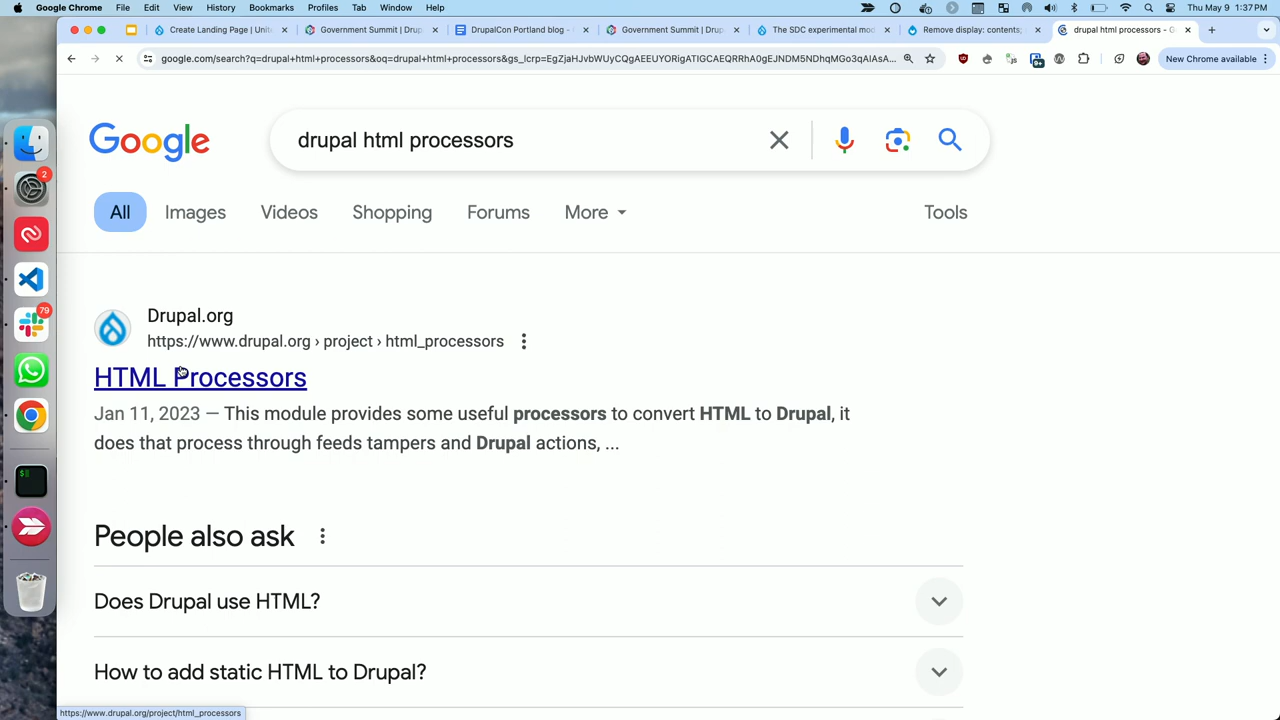 Google Chrome File Edit View History Bookmarks Profiles Tab Window Help Thu May 9 1:37 PM
Create Landing Page | Unit Government Summit | Drup DrupalCon Portland blog - Government Summit | Drup The SDC experimental mod Remove display: contents; drupal html processors - G
google.com/search?q=drupal+html+processors&oq=drupal+html+processors&gs_lcrp=EgZjaHJvbWUyCQgAEEUYORigATIGCAEQRRhA0gEJNDM5NDhqMGo3qAIAsA... New Chrome available
Google drupal html processors
All Images Videos Shopping Forums More Tools
2
Drupal.org
79
https://www.drupal.org › project › html_processors
HTML Processors
Jan 11, 2023 — This module provides some useful processors to convert HTML to Drupal, it
does that process through feeds tampers and Drupal actions, ...
People also ask
Does Drupal use HTML?
How to add static HTML to Drupal?
https://www.drupal.org/project/html_processors